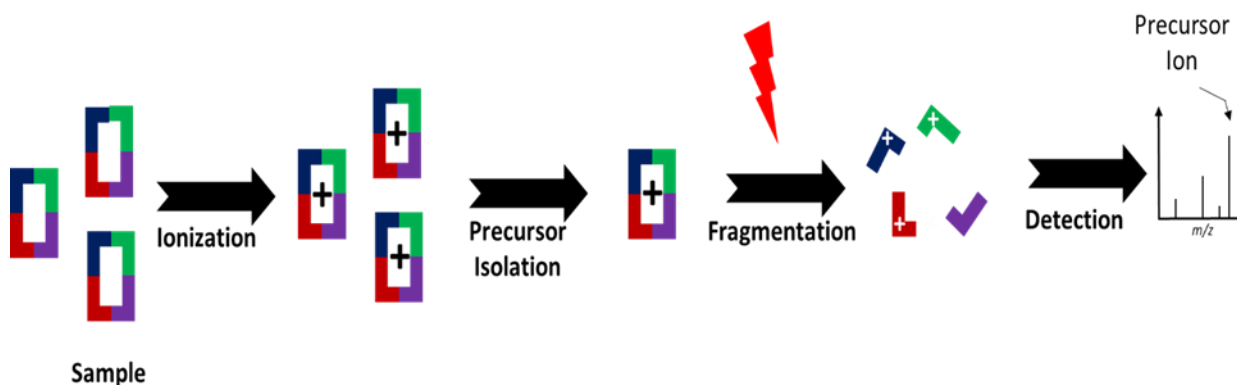 Sample
Ionization
+
+
+
Precursor
Isolation
+
Fragmentation
+
+
+
Detection
Precursor
Ion
m/z